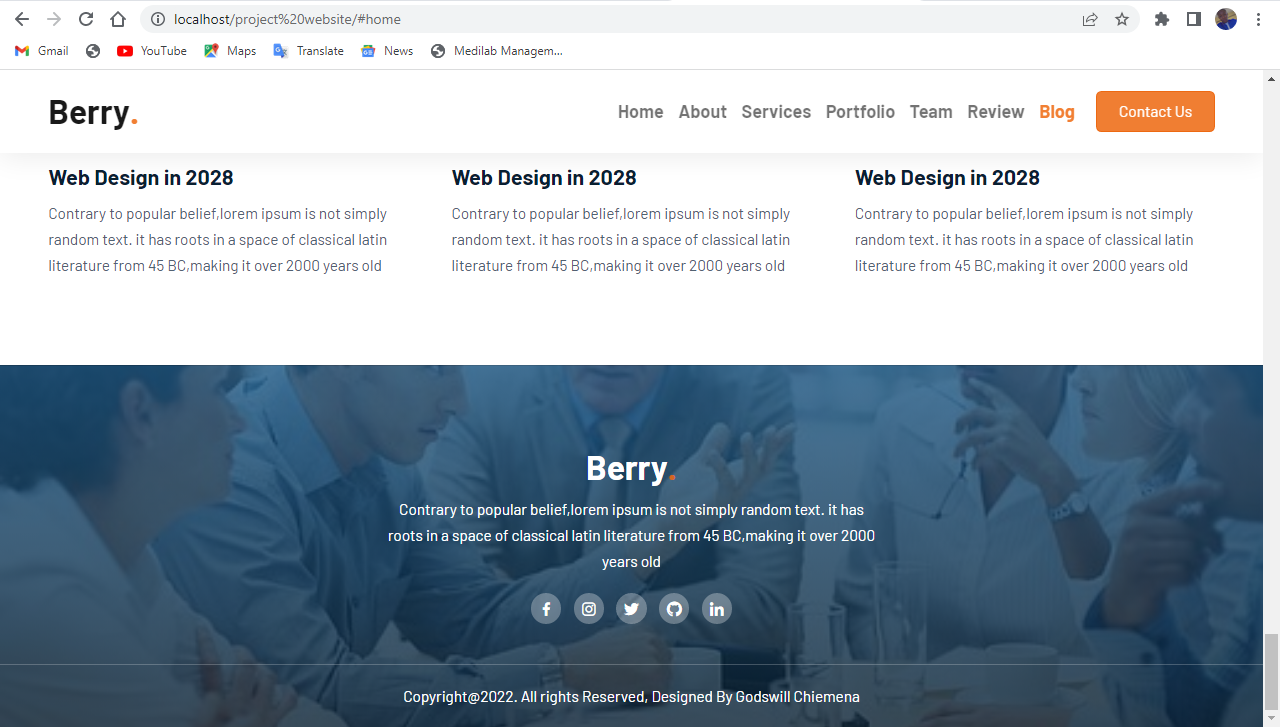 localhost/project%20website/#home
Gmail YouTube Maps Translate News Medilab Managem...
Berry. Home About Services Portfolio Team Review Blog Contact Us
Web Design in 2028
Contrary to popular belief,lorem ipsum is not simply
random text. it has roots in a space of classical latin
literature from 45 BC,making it over 2000 years old
Web Design in 2028
Contrary to popular belief,lorem ipsum is not simply
random text. it has roots in a space of classical latin
literature from 45 BC,making it over 2000 years old
Web Design in 2028
Contrary to popular belief,lorem ipsum is not simply
random text. it has roots in a space of classical latin
literature from 45 BC,making it over 2000 years old
Berry.
Contrary to popular belief,lorem ipsum is not simply random text. it has
roots in a space of classical latin literature from 45 BC,making it over 2000
years old
Copyright@2022. All rights Reserved, Designed By Godswill Chiemena